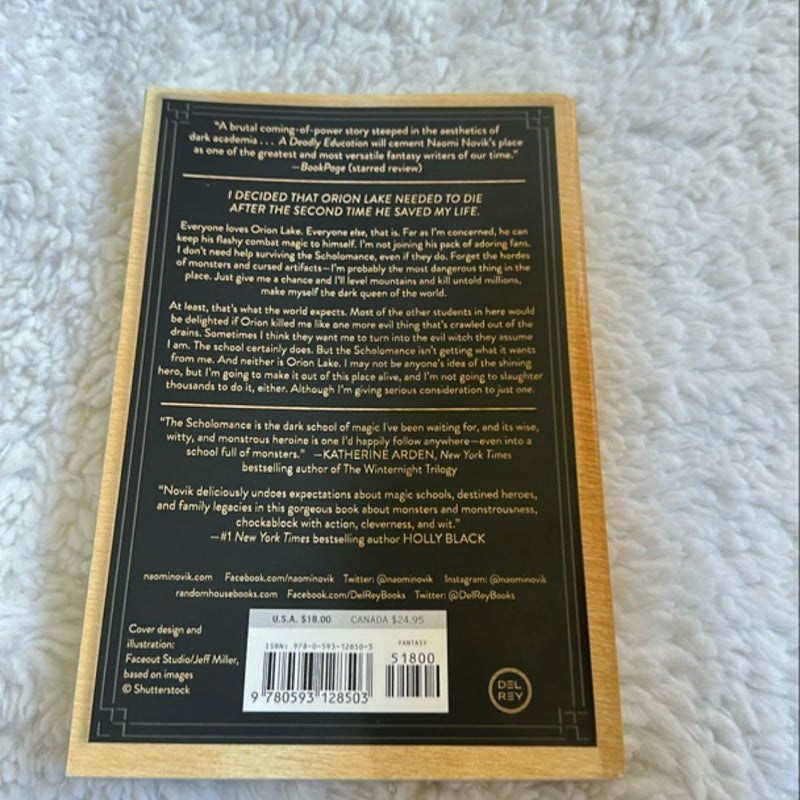 "A brutal coming-of-power story steeped in the aesthetics of
dark academia . . . A Deadly Education will cement Naomi Novik's place
as one of the greatest and most versatile fantasy writers of our time."
—BookPage (starred review)
I DECIDED THAT ORION LAKE NEEDED TO DIE
AFTER THE SECOND TIME HE SAVED MY LIFE.
Everyone loves Orion Lake. Everyone else, that is. Far as I'm concerned, he can
keep his flashy combat magic to himself. I'm not joining his pack of adoring fans.
I don't need help surviving the Scholomance, even if they do. Forget the hordes
of monsters and cursed artifacts—I'm probably the most dangerous thing in the
place. Just give me a chance and I'll level mountains and kill untold millions,
make myself the dark queen of the world.
At least, that's what the world expects. Most of the other students in here would
be delighted if Orion killed me like one more evil thing that's crawled out of the
drains. Sometimes I think they want me to turn into the evil witch they assume
I am. The school certainly does. But the Scholomance isn't getting what it wants
from me. And neither is Orion Lake. I may not be anyone's idea of the shining
hero, but I'm going to make it out of this place alive, and I'm not going to slaughter
thousands to do it, either. Although I'm giving serious consideration to just one.
"The Scholomance is the dark school of magic I've been waiting for, and its wise,
witty, and monstrous heroine is one I'd happily follow anywhere—even into a
school full of monsters." —KATHERINE ARDEN, New York Times
bestselling author of The Winternight Trilogy
"Novik deliciously undoes expectations about magic schools, destined heroes,
and family legacies in this gorgeous book about monsters and monstrousness,
chockablock with action, cleverness, and wit."
—#1 New York Times bestselling author HOLLY BLACK
naominovik.com Facebook.com/naominovik Twitter: @naominovik Instagram: @naominovik
randomhousebooks.com Facebook.com/DelReyBooks Twitter: @DelReyBooks
Cover design and
illustration:
Faceout Studio/Jeff Miller,
based on images
© Shutterstock
U.S.A. $18.00 CANADA $24.95
ISBN: 978-0-593-12850-3
FANTASY
51800
9 780593 128503
DEL
REY